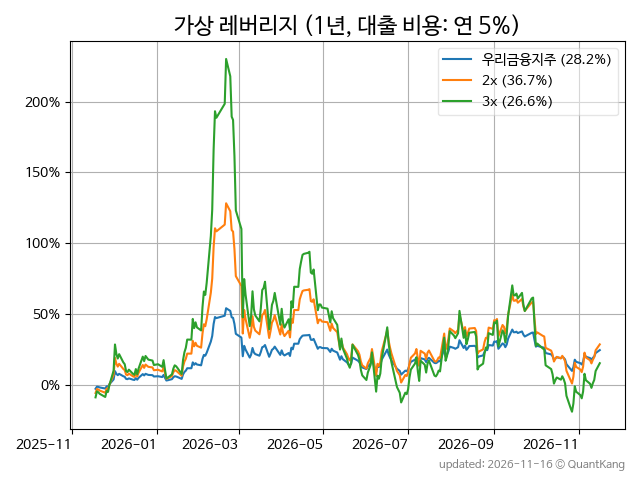 가상 레버리지 (1년, 대출 비용: 연 5%)
우리금융지주 (28.2%)
2x (36.7%)
3x (26.6%)
200%
150%
100%
50%
0%
2025-11 2026-01 2026-03 2026-05 2026-07 2026-09 2026-11
updated: 2026-11-16 © QuantKang